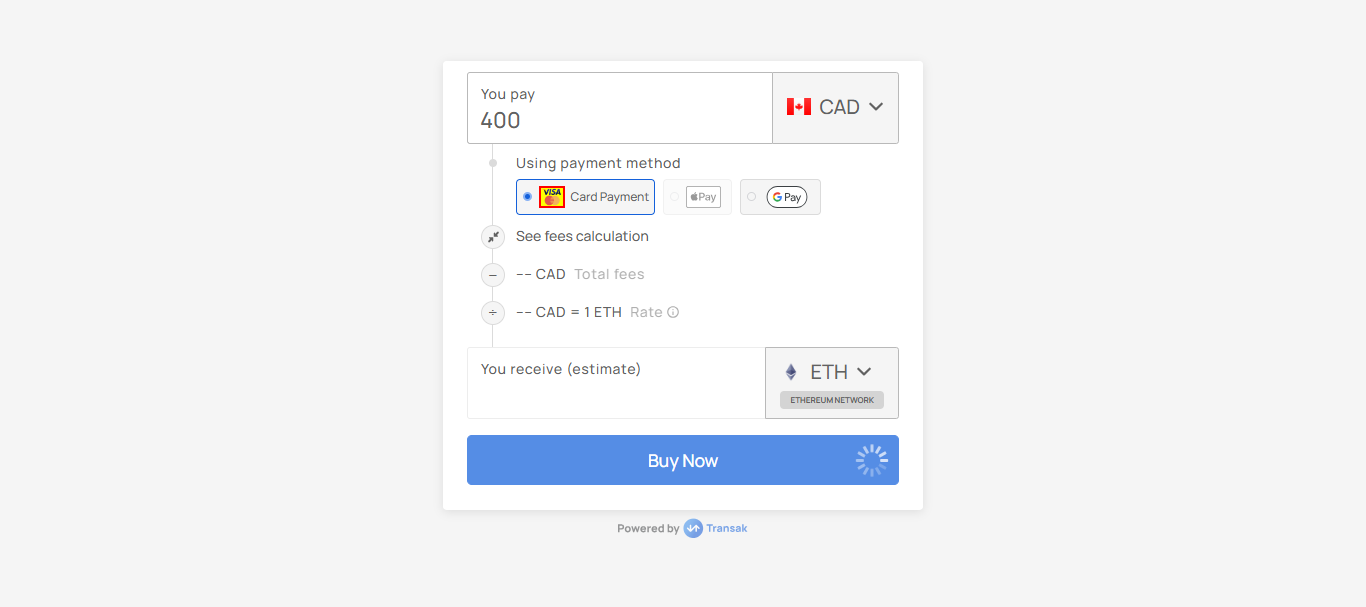 You pay
400
CAD
Using payment method
VISA Card Payment
Pay
G Pay
See fees calculation
-- CAD Total fees
-- CAD = 1 ETH Rate
You receive (estimate)
ETH
ETHEREUM NETWORK
Buy Now
Powered by Transak